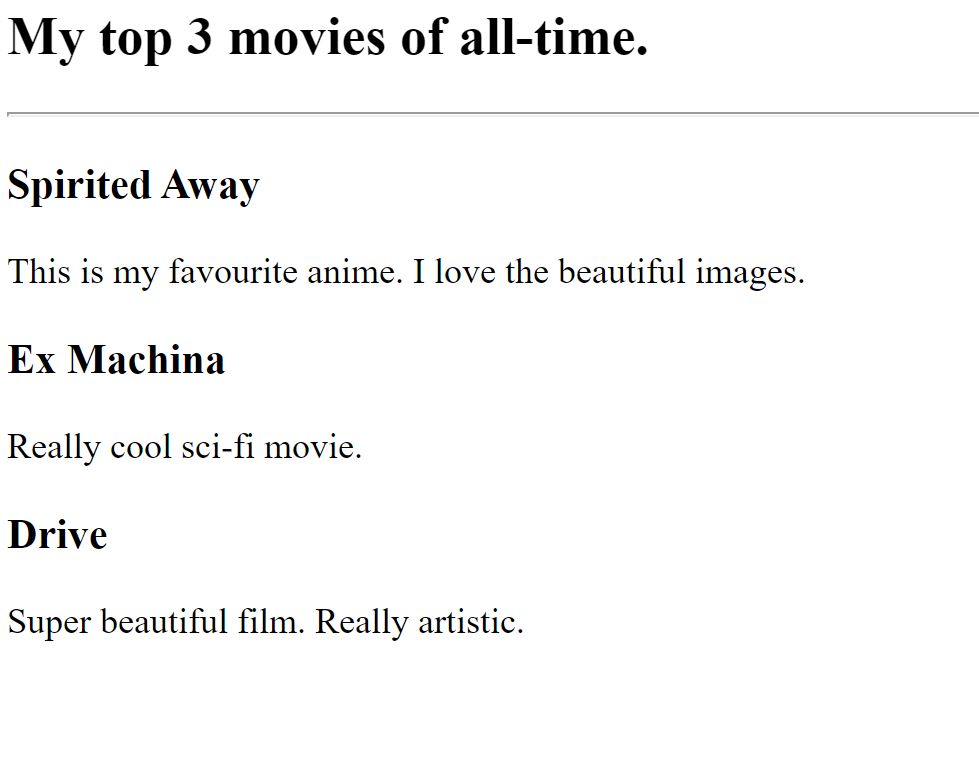 My top 3 movies of all-time.
Spirited Away
This is my favourite anime. I love the beautiful images.
Ex Machina
Really cool sci-fi movie.
Drive
Super beautiful film. Really artistic.